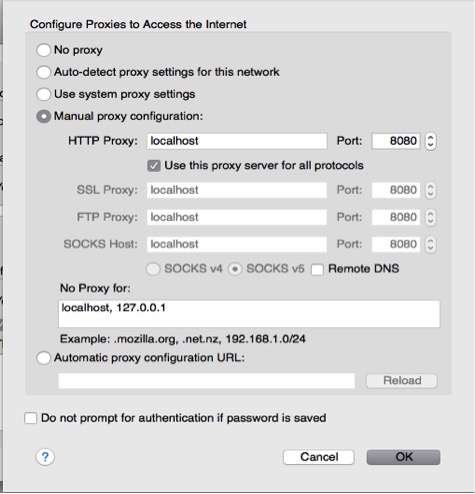 Configure Proxies to Access the Internet
No proxy
Auto-detect proxy settings for this network
Use system proxy settings
Manual proxy configuration:
HTTP Proxy: localhost Port: 8080
Use this proxy server for all protocols
SSL Proxy: localhost Port: 8080
FTP Proxy: localhost Port: 8080
SOCKS Host: localhost Port: 8080
SOCKS v4 SOCKS v5 Remote DNS
No Proxy for:
localhost, 127.0.0.1
Example: .mozilla.org, .net.nz, 192.168.1.0/24
Automatic proxy configuration URL:
Reload
Do not prompt for authentication if password is saved
? Cancel OK